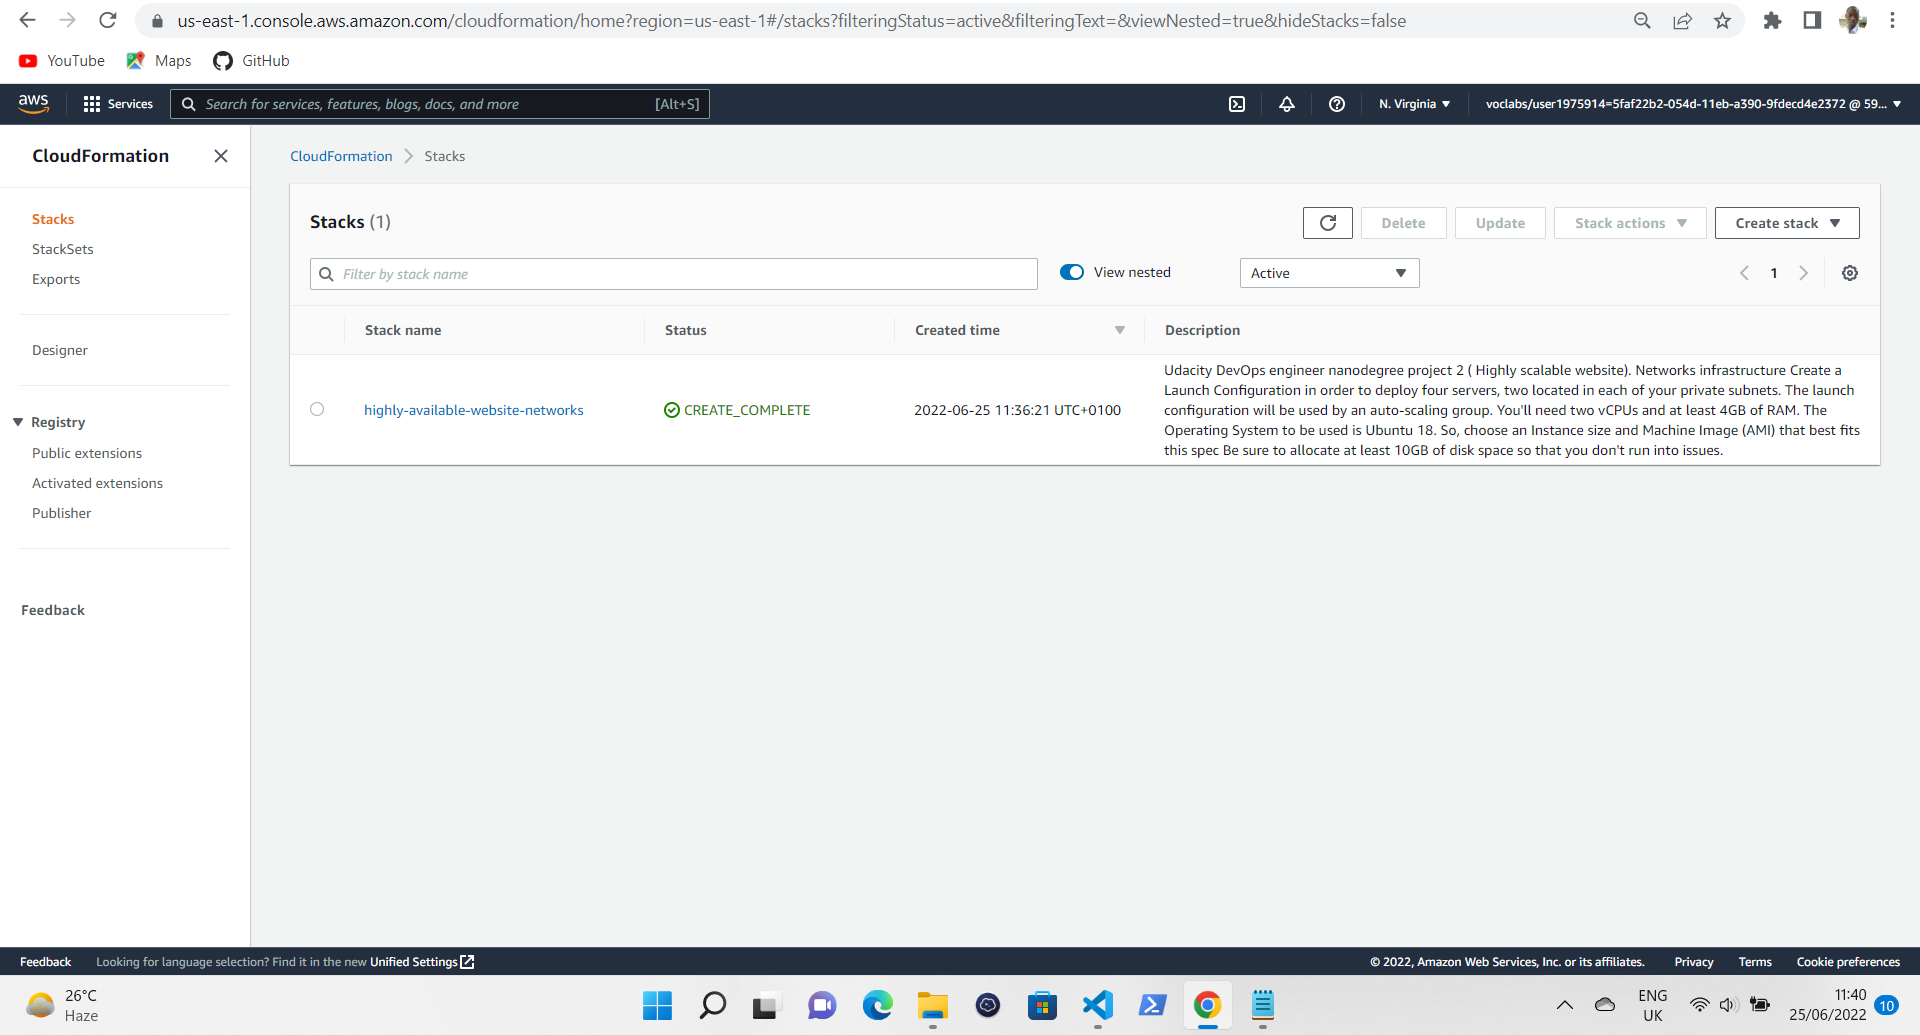 us-east-1.console.aws.amazon.com/cloudformation/home?region=us-east-1#/stacks?filteringStatus=active&filteringText=&viewNested=true&hideStacks=false
YouTube Maps GitHub
aws Services Search for services, features, blogs, docs, and more [Alt+S] N. Virginia voclabs/user1975914=5faf22b2-054d-11eb-a390-9fdecd4e2372 @ 59...
CloudFormation
Stacks
StackSets
Exports
Designer
Registry
Public extensions
Activated extensions
Publisher
Feedback
CloudFormation Stacks
Stacks (1) Delete Update Stack actions Create stack
Filter by stack name View nested Active 1
Stack name Status Created time Description
highly-available-website-networks CREATE_COMPLETE 2022-06-25 11:36:21 UTC+0100
Udacity DevOps engineer nanodegree project 2 ( Highly scalable website). Networks infrastructure Create a
Launch Configuration in order to deploy four servers, two located in each of your private subnets. The launch
configuration will be used by an auto-scaling group. You'll need two vCPUs and at least 4GB of RAM. The
Operating System to be used is Ubuntu 18. So, choose an Instance size and Machine Image (AMI) that best fits
this spec Be sure to allocate at least 10GB of disk space so that you don't run into issues.
Feedback Looking for language selection? Find it in the new Unified Settings © 2022, Amazon Web Services, Inc. or its affiliates. Privacy Terms Cookie preferences
26°C
Haze
ENG
UK
11:40
25/06/2022
10